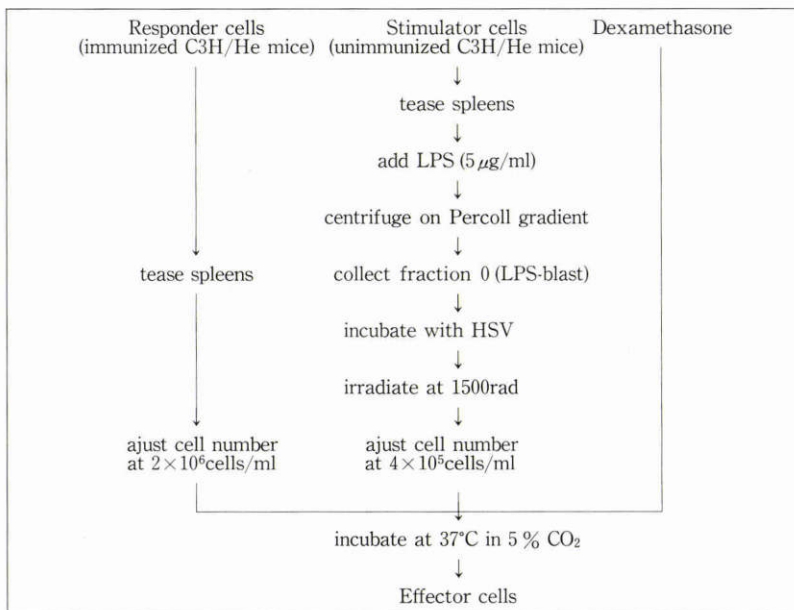 Responder cells
(immunized C3H/He mice)
Stimulator cells
(unimmunized C3H/He mice)
Dexamethasone
tease spleens
add LPS (5 μg/ml)
centrifuge on Percoll gradient
tease spleens
collect fraction 0 (LPS-blast)
incubate with HSV
irradiate at 1500rad
ajust cell number
at 2×10⁶cells/ml
ajust cell number
at 4×10⁵cells/ml
incubate at 37°C in 5 % CO₂
Effector cells